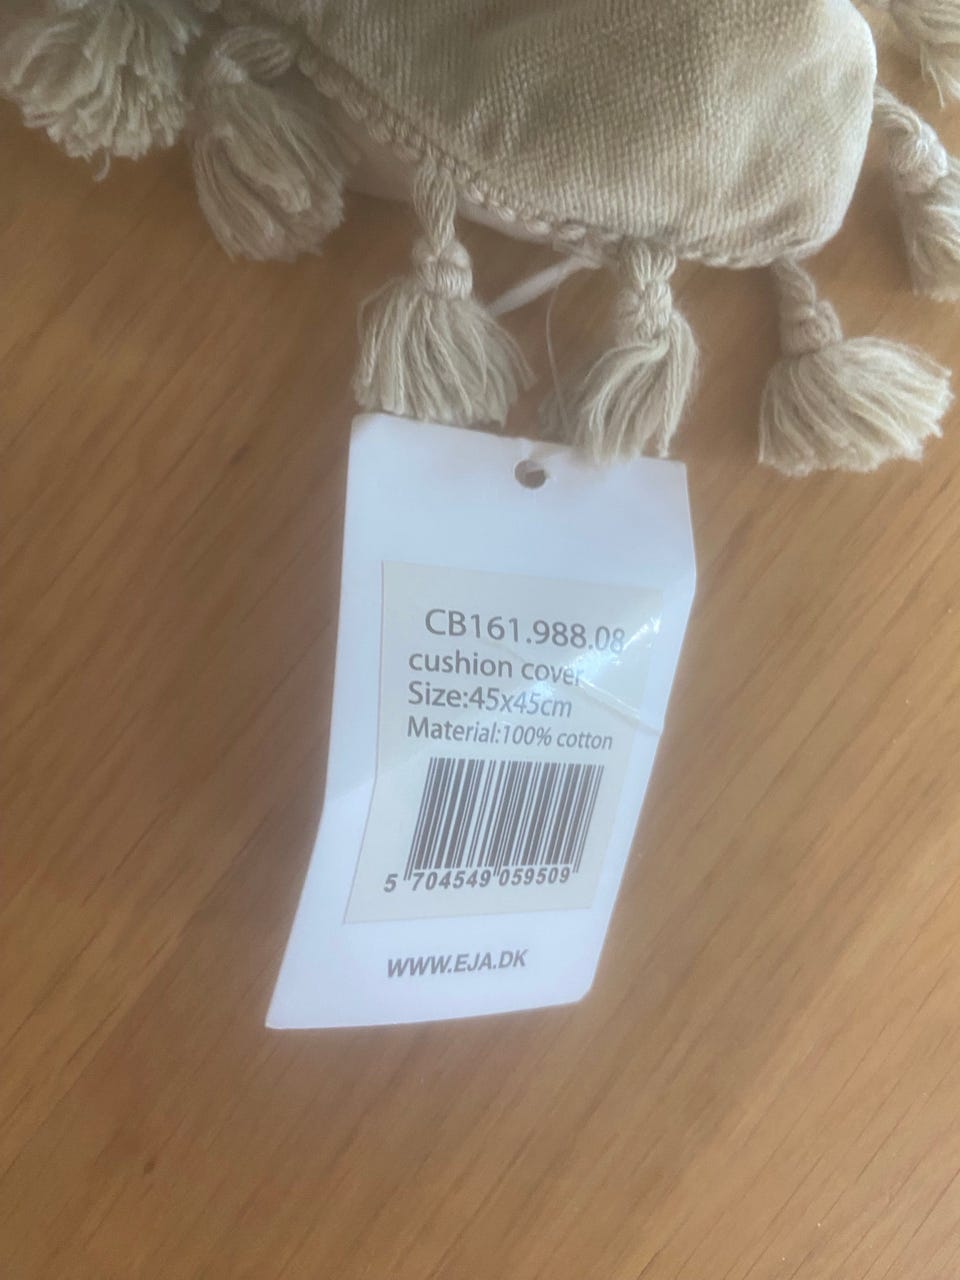 CB161.988.08
cushion cover
Size:45x45cm
Material:100% cotton
5 704549 059509
WWW.EJA.DK